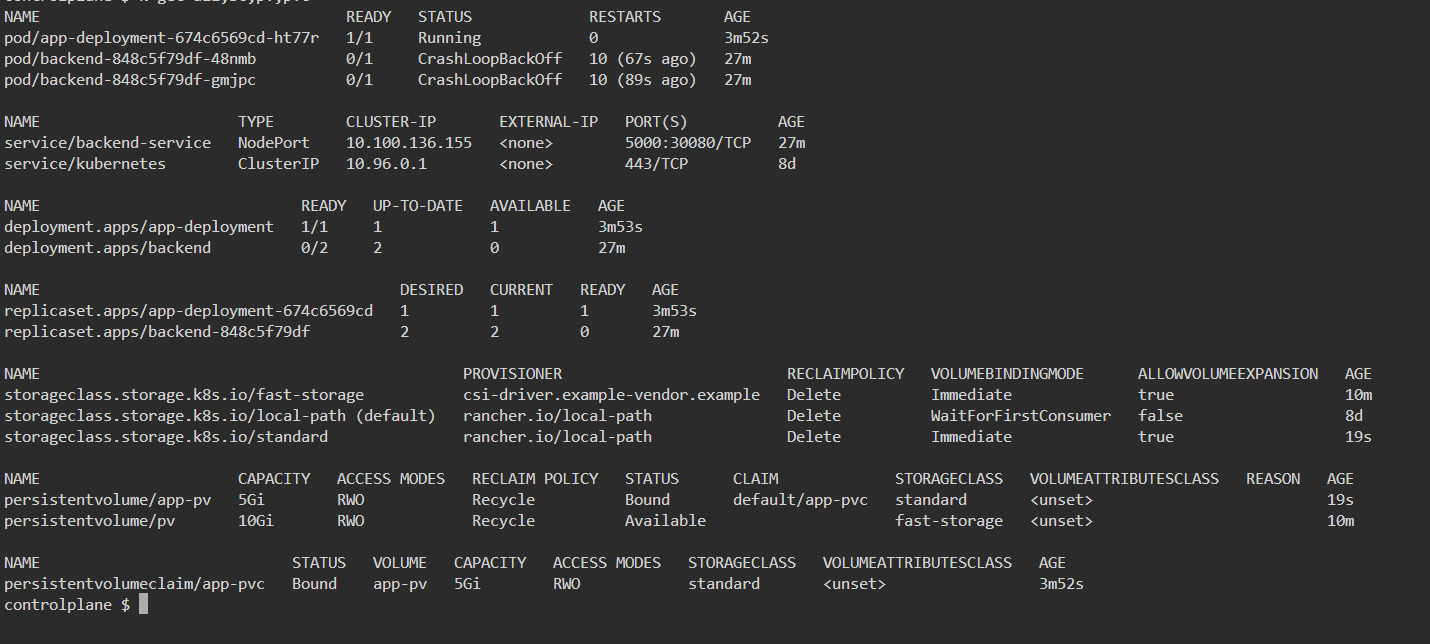 NAME READY STATUS RESTARTS AGE
pod/app-deployment-674c6569cd-ht77r 1/1 Running 0 3m52s
pod/backend-848c5f79df-48nmb 0/1 CrashLoopBackOff 10 (67s ago) 27m
pod/backend-848c5f79df-gmjpc 0/1 CrashLoopBackOff 10 (89s ago) 27m
NAME TYPE CLUSTER-IP EXTERNAL-IP PORT(S) AGE
service/backend-service NodePort 10.100.136.155 <none> 5000:30080/TCP 27m
service/kubernetes ClusterIP 10.96.0.1 <none> 443/TCP 8d
NAME READY UP-TO-DATE AVAILABLE AGE
deployment.apps/app-deployment 1/1 1 1 3m53s
deployment.apps/backend 0/2 2 0 27m
NAME DESIRED CURRENT READY AGE
replicaset.apps/app-deployment-674c6569cd 1 1 1 3m53s
replicaset.apps/backend-848c5f79df 2 2 0 27m
NAME PROVISIONER RECLAIMPOLICY VOLUMEBINDINGMODE ALLOWVOLUMEEXPANSION AGE
storageclass.storage.k8s.io/fast-storage csi-driver.example-vendor.example Delete Immediate true 10m
storageclass.storage.k8s.io/local-path (default) rancher.io/local-path Delete WaitForFirstConsumer false 8d
storageclass.storage.k8s.io/standard rancher.io/local-path Delete Immediate true 19s
NAME CAPACITY ACCESS MODES RECLAIM POLICY STATUS CLAIM STORAGECLASS VOLUMEATTRIBUTESCLASS REASON AGE
persistentvolume/app-pv 5Gi RWO Recycle Bound default/app-pvc standard <unset> 19s
persistentvolume/pv 10Gi RWO Recycle Available fast-storage <unset> 10m
NAME STATUS VOLUME CAPACITY ACCESS MODES STORAGECLASS VOLUMEATTRIBUTESCLASS AGE
persistentvolumeclaim/app-pvc Bound app-pv 5Gi RWO standard <unset> 3m52s
controlplane $